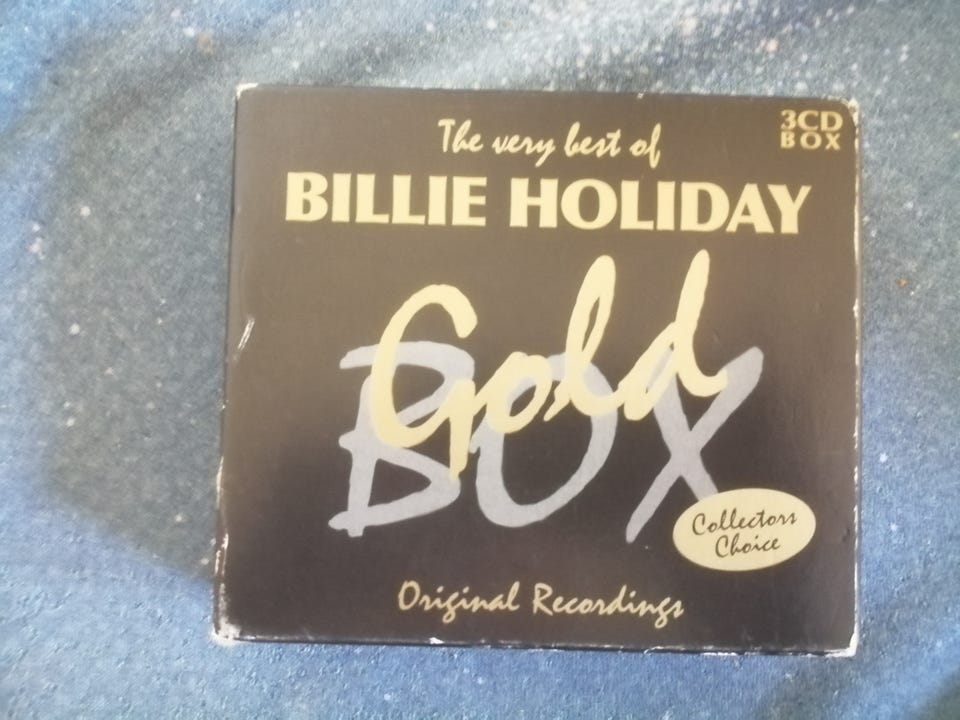 The very best of
3CD
BOX
BILLIE HOLIDAY
Gold
BOX
Collectors
Choice
Original Recordings